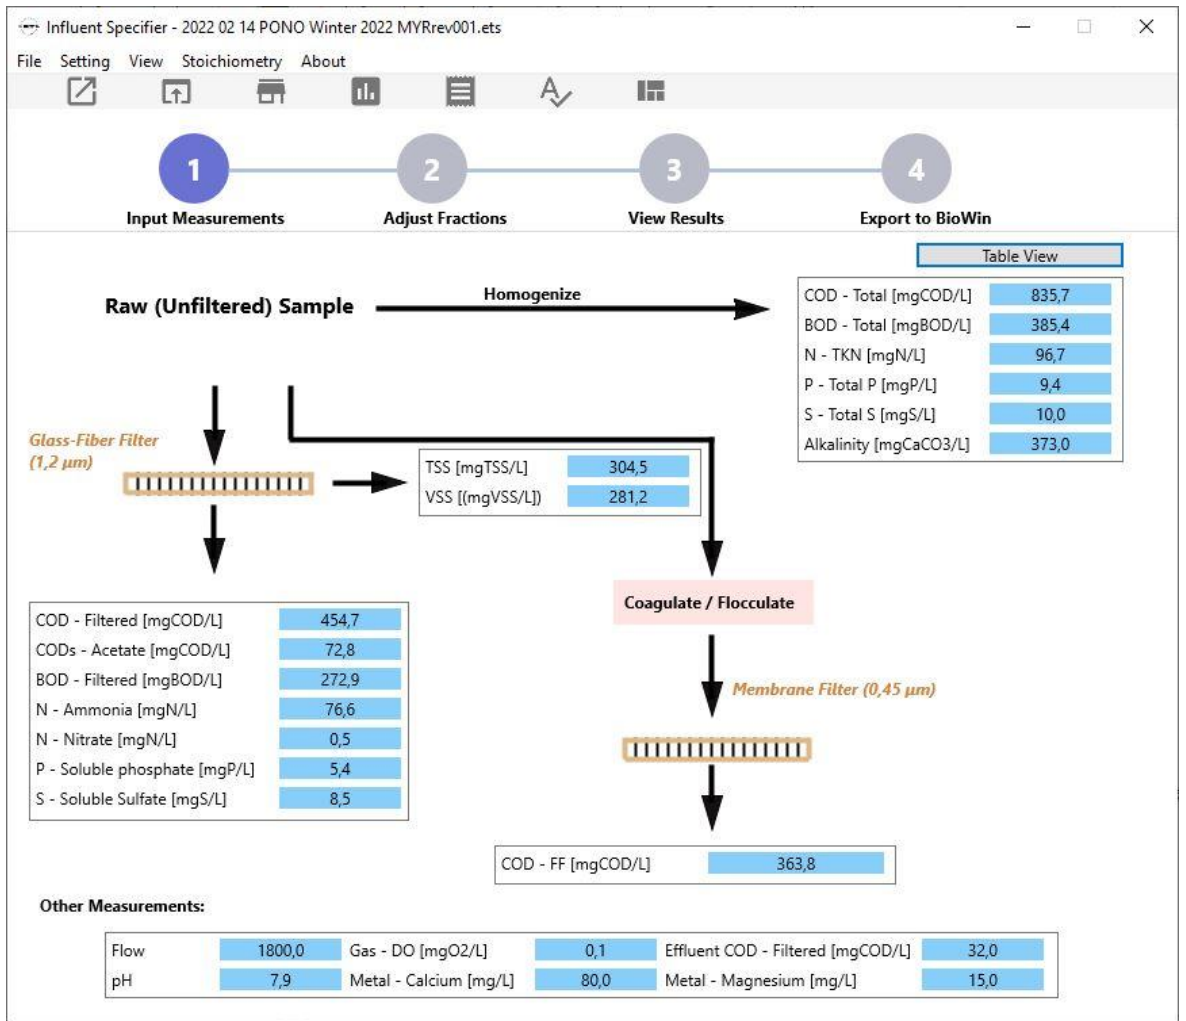 Influent Specifier - 2022 02 14 PONO Winter 2022 MYRrev001.ets
File Setting View Stoichiometry About
1 2 3 4
Input Measurements Adjust Fractions View Results Export to BioWin
Table View
Raw (Unfiltered) Sample
Homogenize
COD - Total [mgCOD/L] 835,7
BOD - Total [mgBOD/L] 385,4
N - TKN [mgN/L] 96,7
P - Total P [mgP/L] 9,4
S - Total S [mgS/L] 10,0
Alkalinity [mgCaCO3/L] 373,0
Glass-Fiber Filter
(1,2 µm)
TSS [mgTSS/L] 304,5
VSS [(mgVSS/L]) 281,2
Coagulate / Flocculate
COD - Filtered [mgCOD/L] 454,7
CODs - Acetate [mgCOD/L] 72,8
BOD - Filtered [mgBOD/L] 272,9
N - Ammonia [mgN/L] 76,6
N - Nitrate [mgN/L] 0,5
P - Soluble phosphate [mgP/L] 5,4
S - Soluble Sulfate [mgS/L] 8,5
Membrane Filter (0,45 µm)
COD - FF [mgCOD/L] 363,8
Other Measurements:
Flow 1800,0 Gas - DO [mgO2/L] 0,1 Effluent COD - Filtered [mgCOD/L] 32,0
pH 7,9 Metal - Calcium [mg/L] 80,0 Metal - Magnesium [mg/L] 15,0